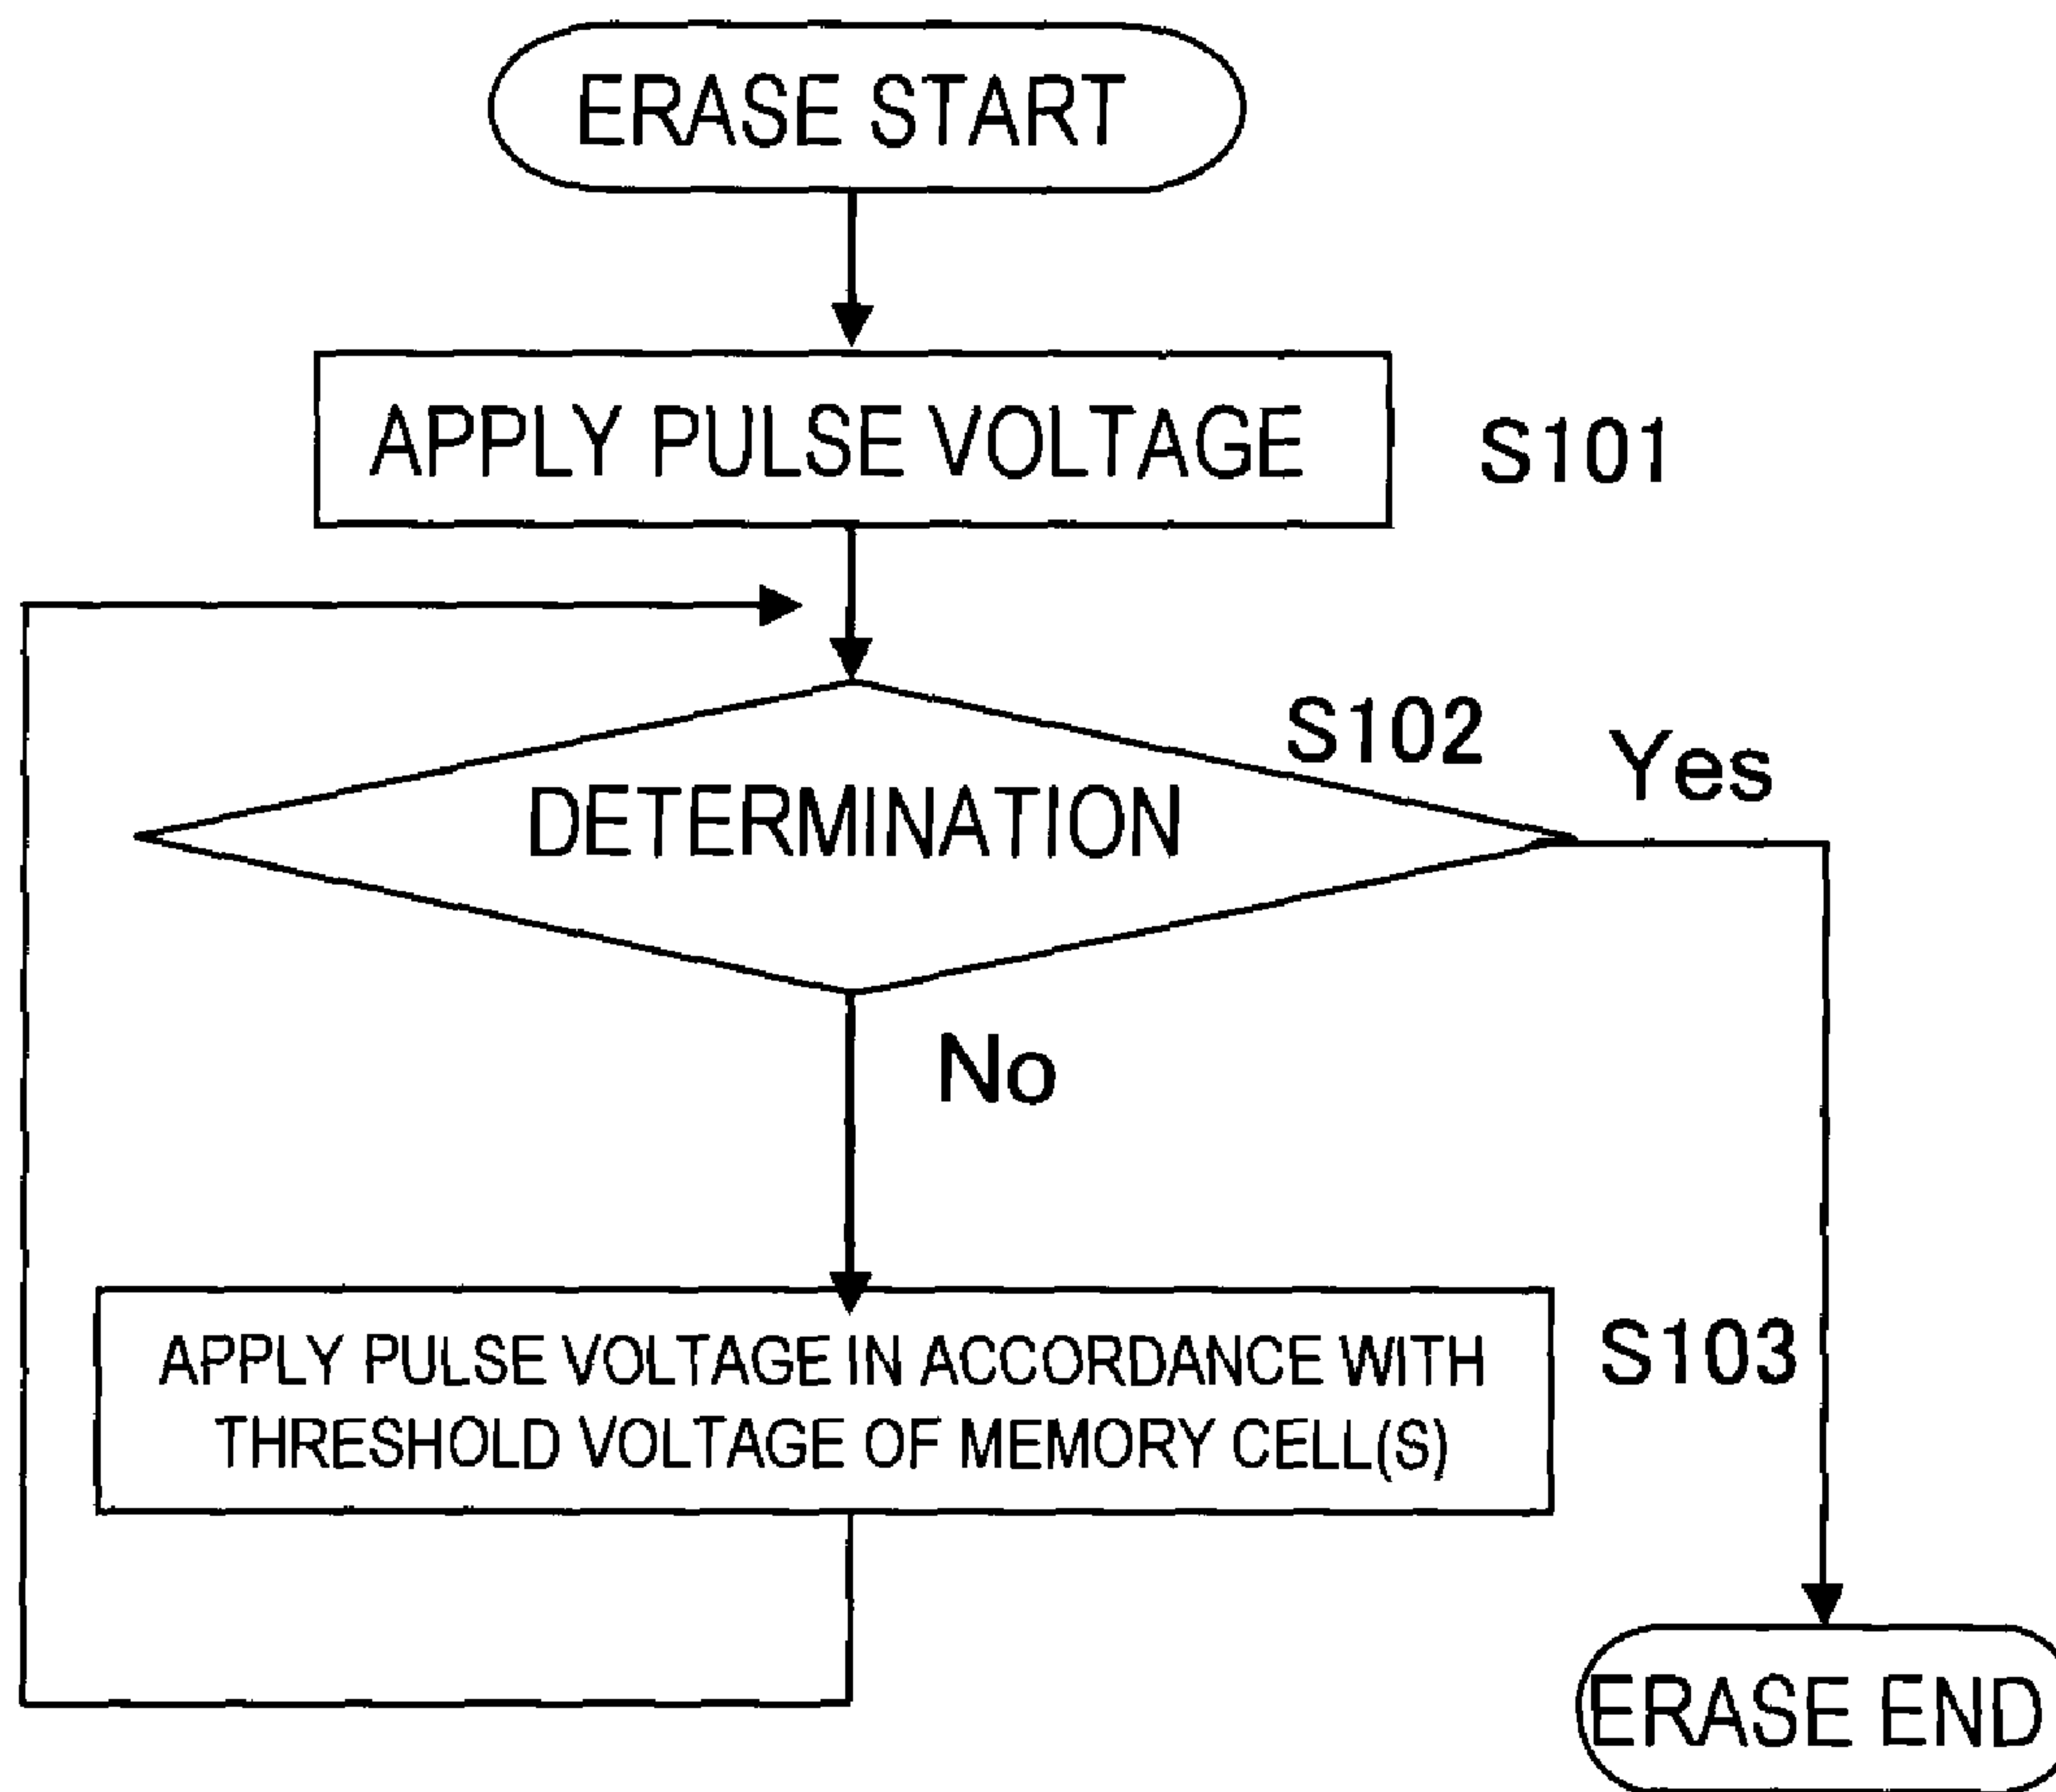 ERASE START
APPLY PULSE VOLTAGE
S101
S102
Yes
DETERMINATION
No
APPLY PULSE VOLTAGE IN ACCORDANCE WITH
THRESHOLD VOLTAGE OF MEMORY CELL(S)
S103
ERASE END